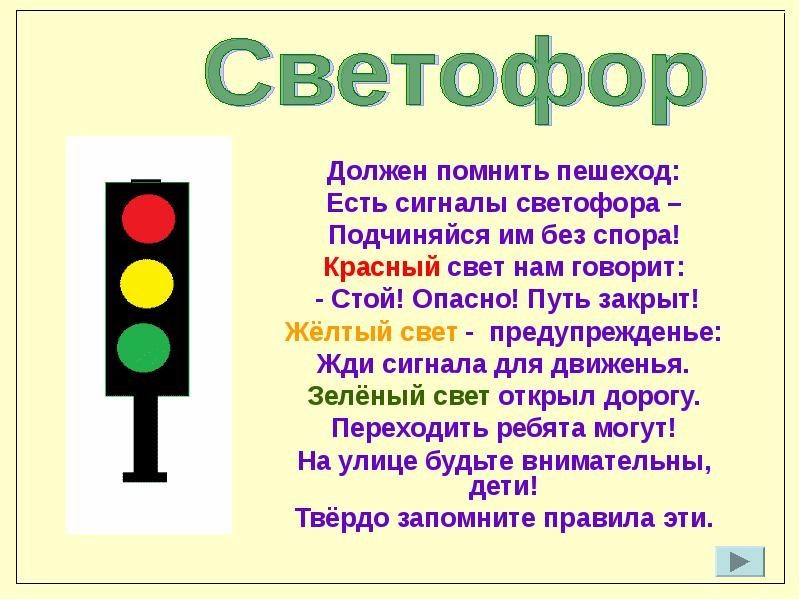 Светофор
Должен помнить пешеход:
Есть сигналы светофора –
Подчиняйся им без спора!
Красный свет нам говорит:
- Стой! Опасно! Путь закрыт!
Жёлтый свет - предупрежденье:
Жди сигнала для движенья.
Зелёный свет открыл дорогу.
Переходить ребята могут!
На улице будьте внимательны,
дети!
Твёрдо запомните правила эти.